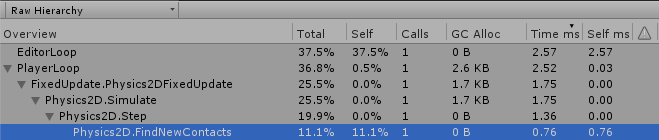 Raw Hierarchy
Overview Total Self Calls GC Alloc Time ms Self ms
EditorLoop 37.5% 37.5% 1 0 B 2.57 2.57
PlayerLoop 36.8% 0.5% 1 2.6 KB 2.52 0.03
FixedUpdate.Physics2DFixedUpdate 25.5% 0.0% 1 1.7 KB 1.75 0.00
Physics2D.Simulate 25.5% 0.0% 1 1.7 KB 1.75 0.00
Physics2D.Step 19.9% 0.0% 1 0 B 1.36 0.00
Physics2D.FindNewContacts 11.1% 11.1% 1 0 B 0.76 0.76